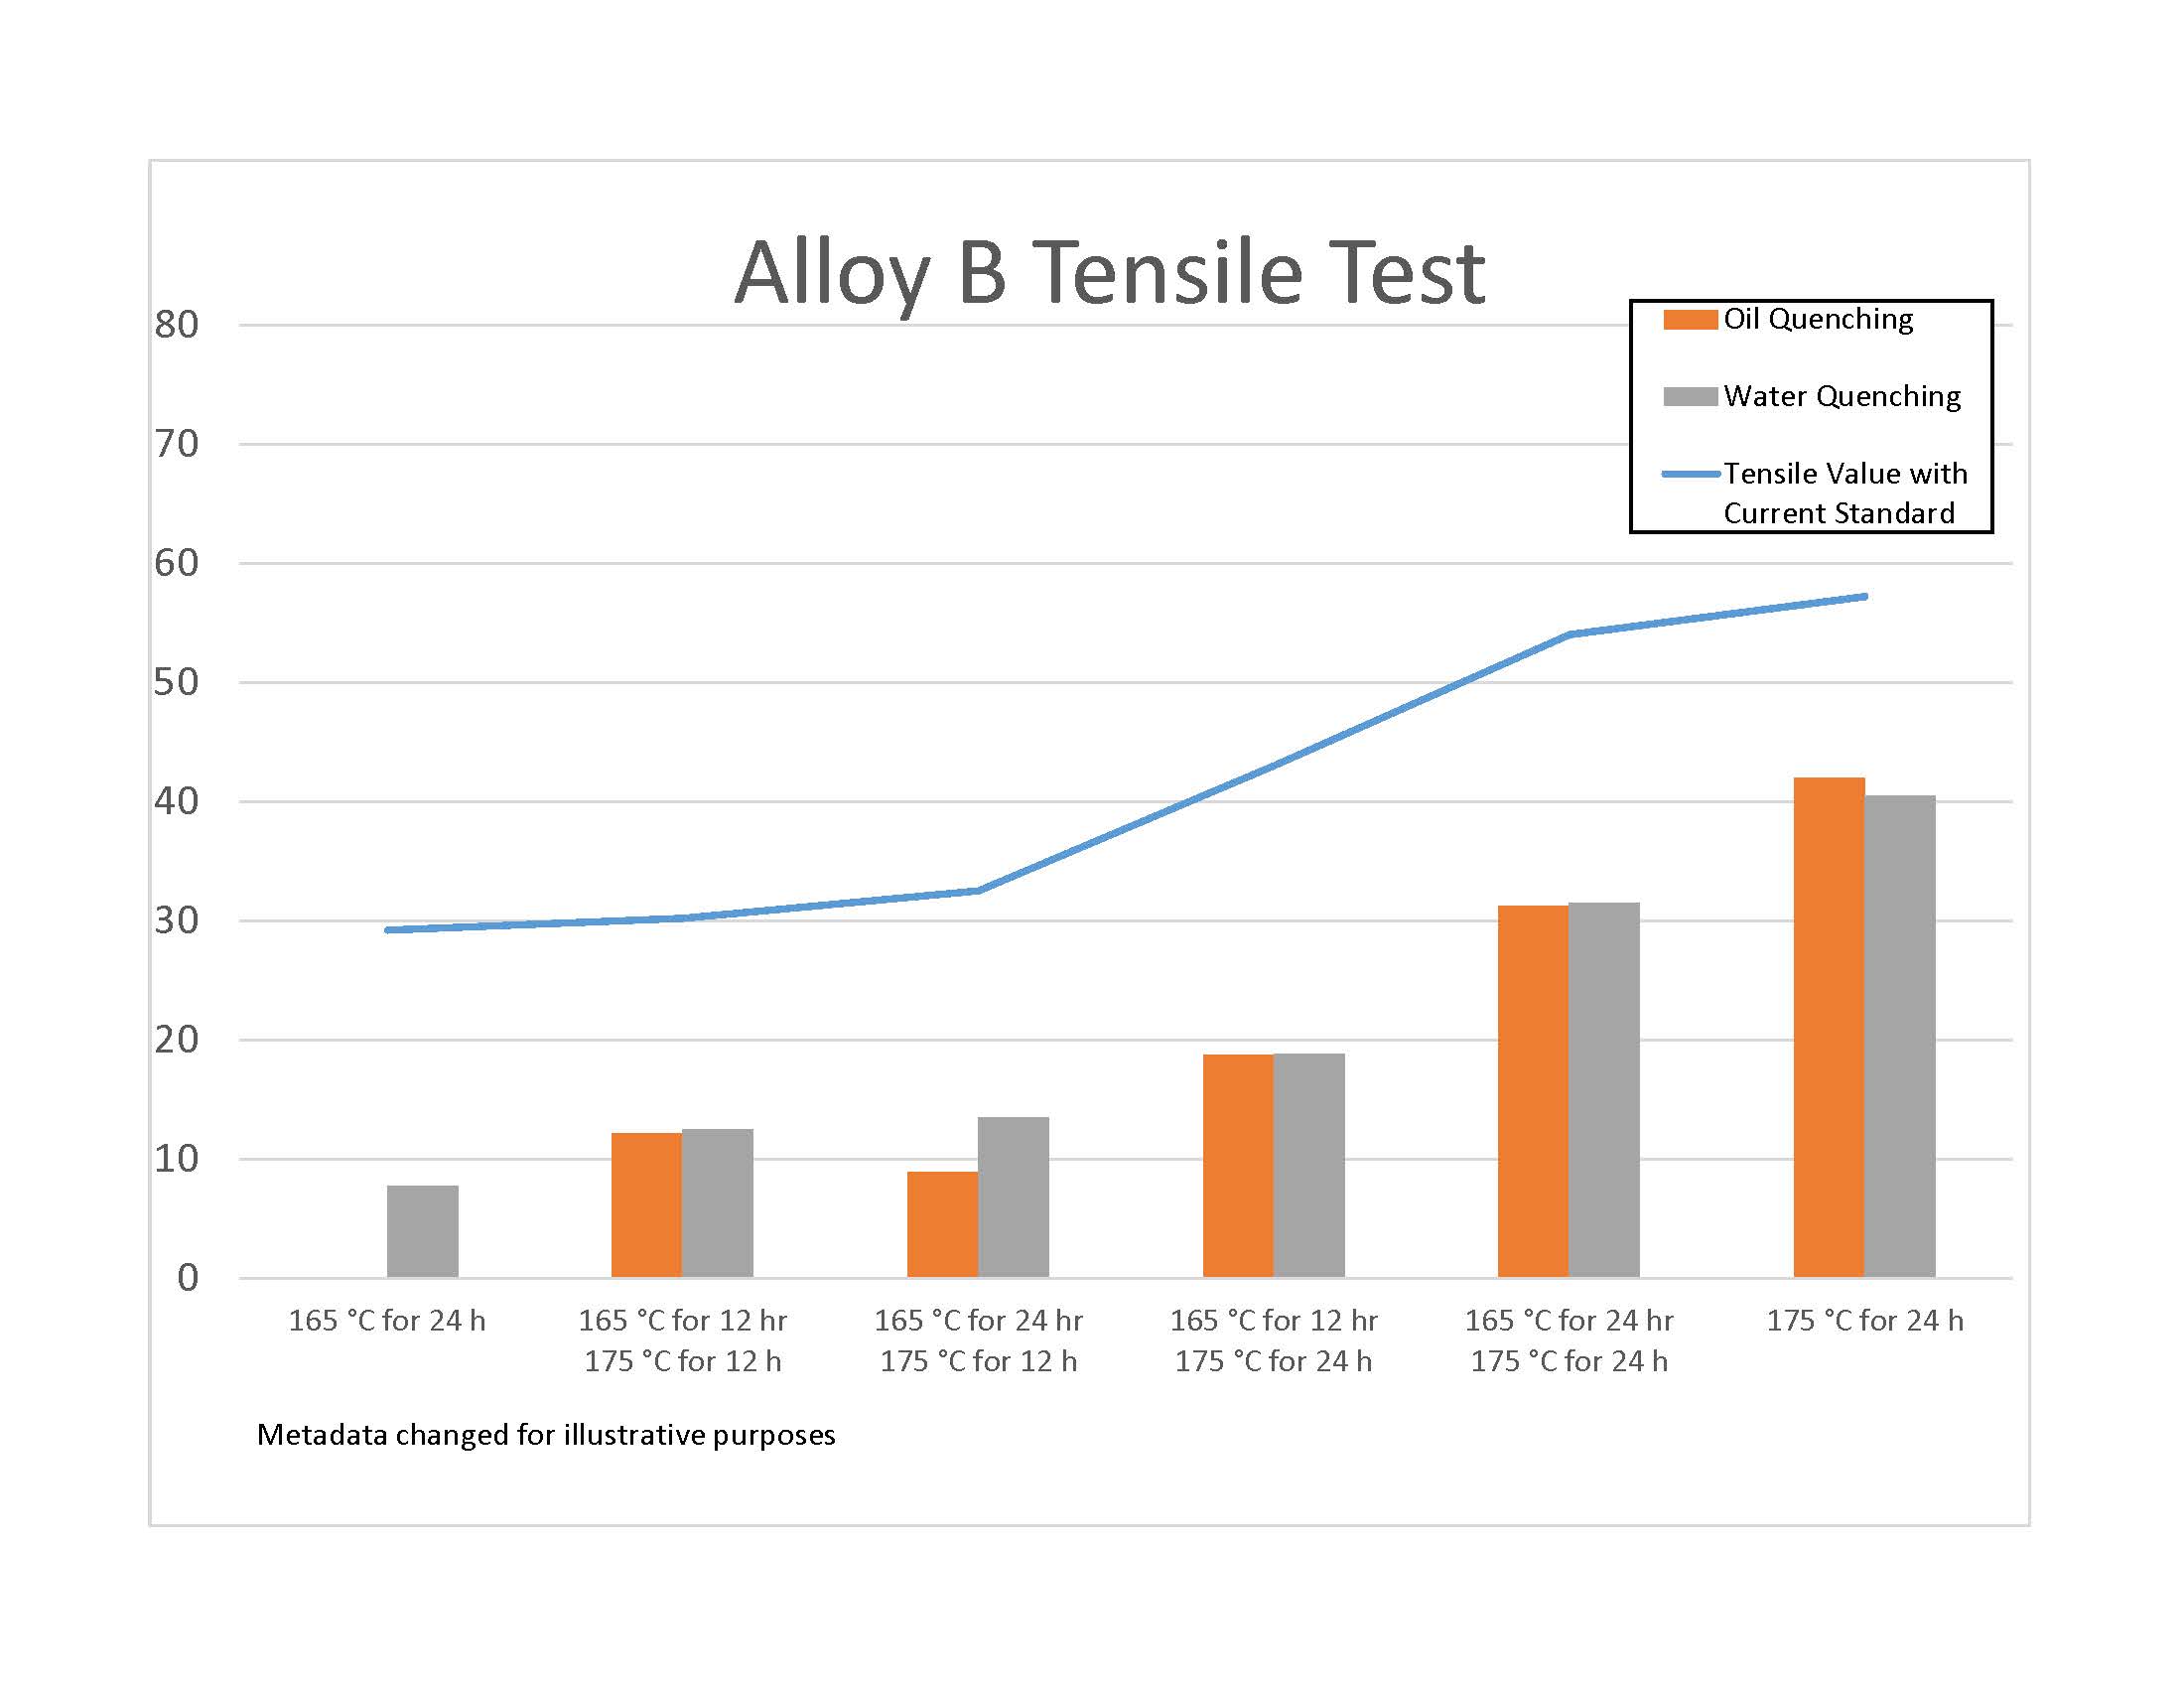 Alloy B Tensile Test
80
70
60
50
40
30
20
10
0
Oil Quenching
Water Quenching
Tensile Value with
Current Standard
165 °C for 24 h
165 °C for 12 hr
175 °C for 12 h
165 °C for 24 hr
175 °C for 12 h
165 °C for 12 hr
175 °C for 24 h
165 °C for 24 hr
175 °C for 24 h
175 °C for 24 h
Metadata changed for illustrative purposes